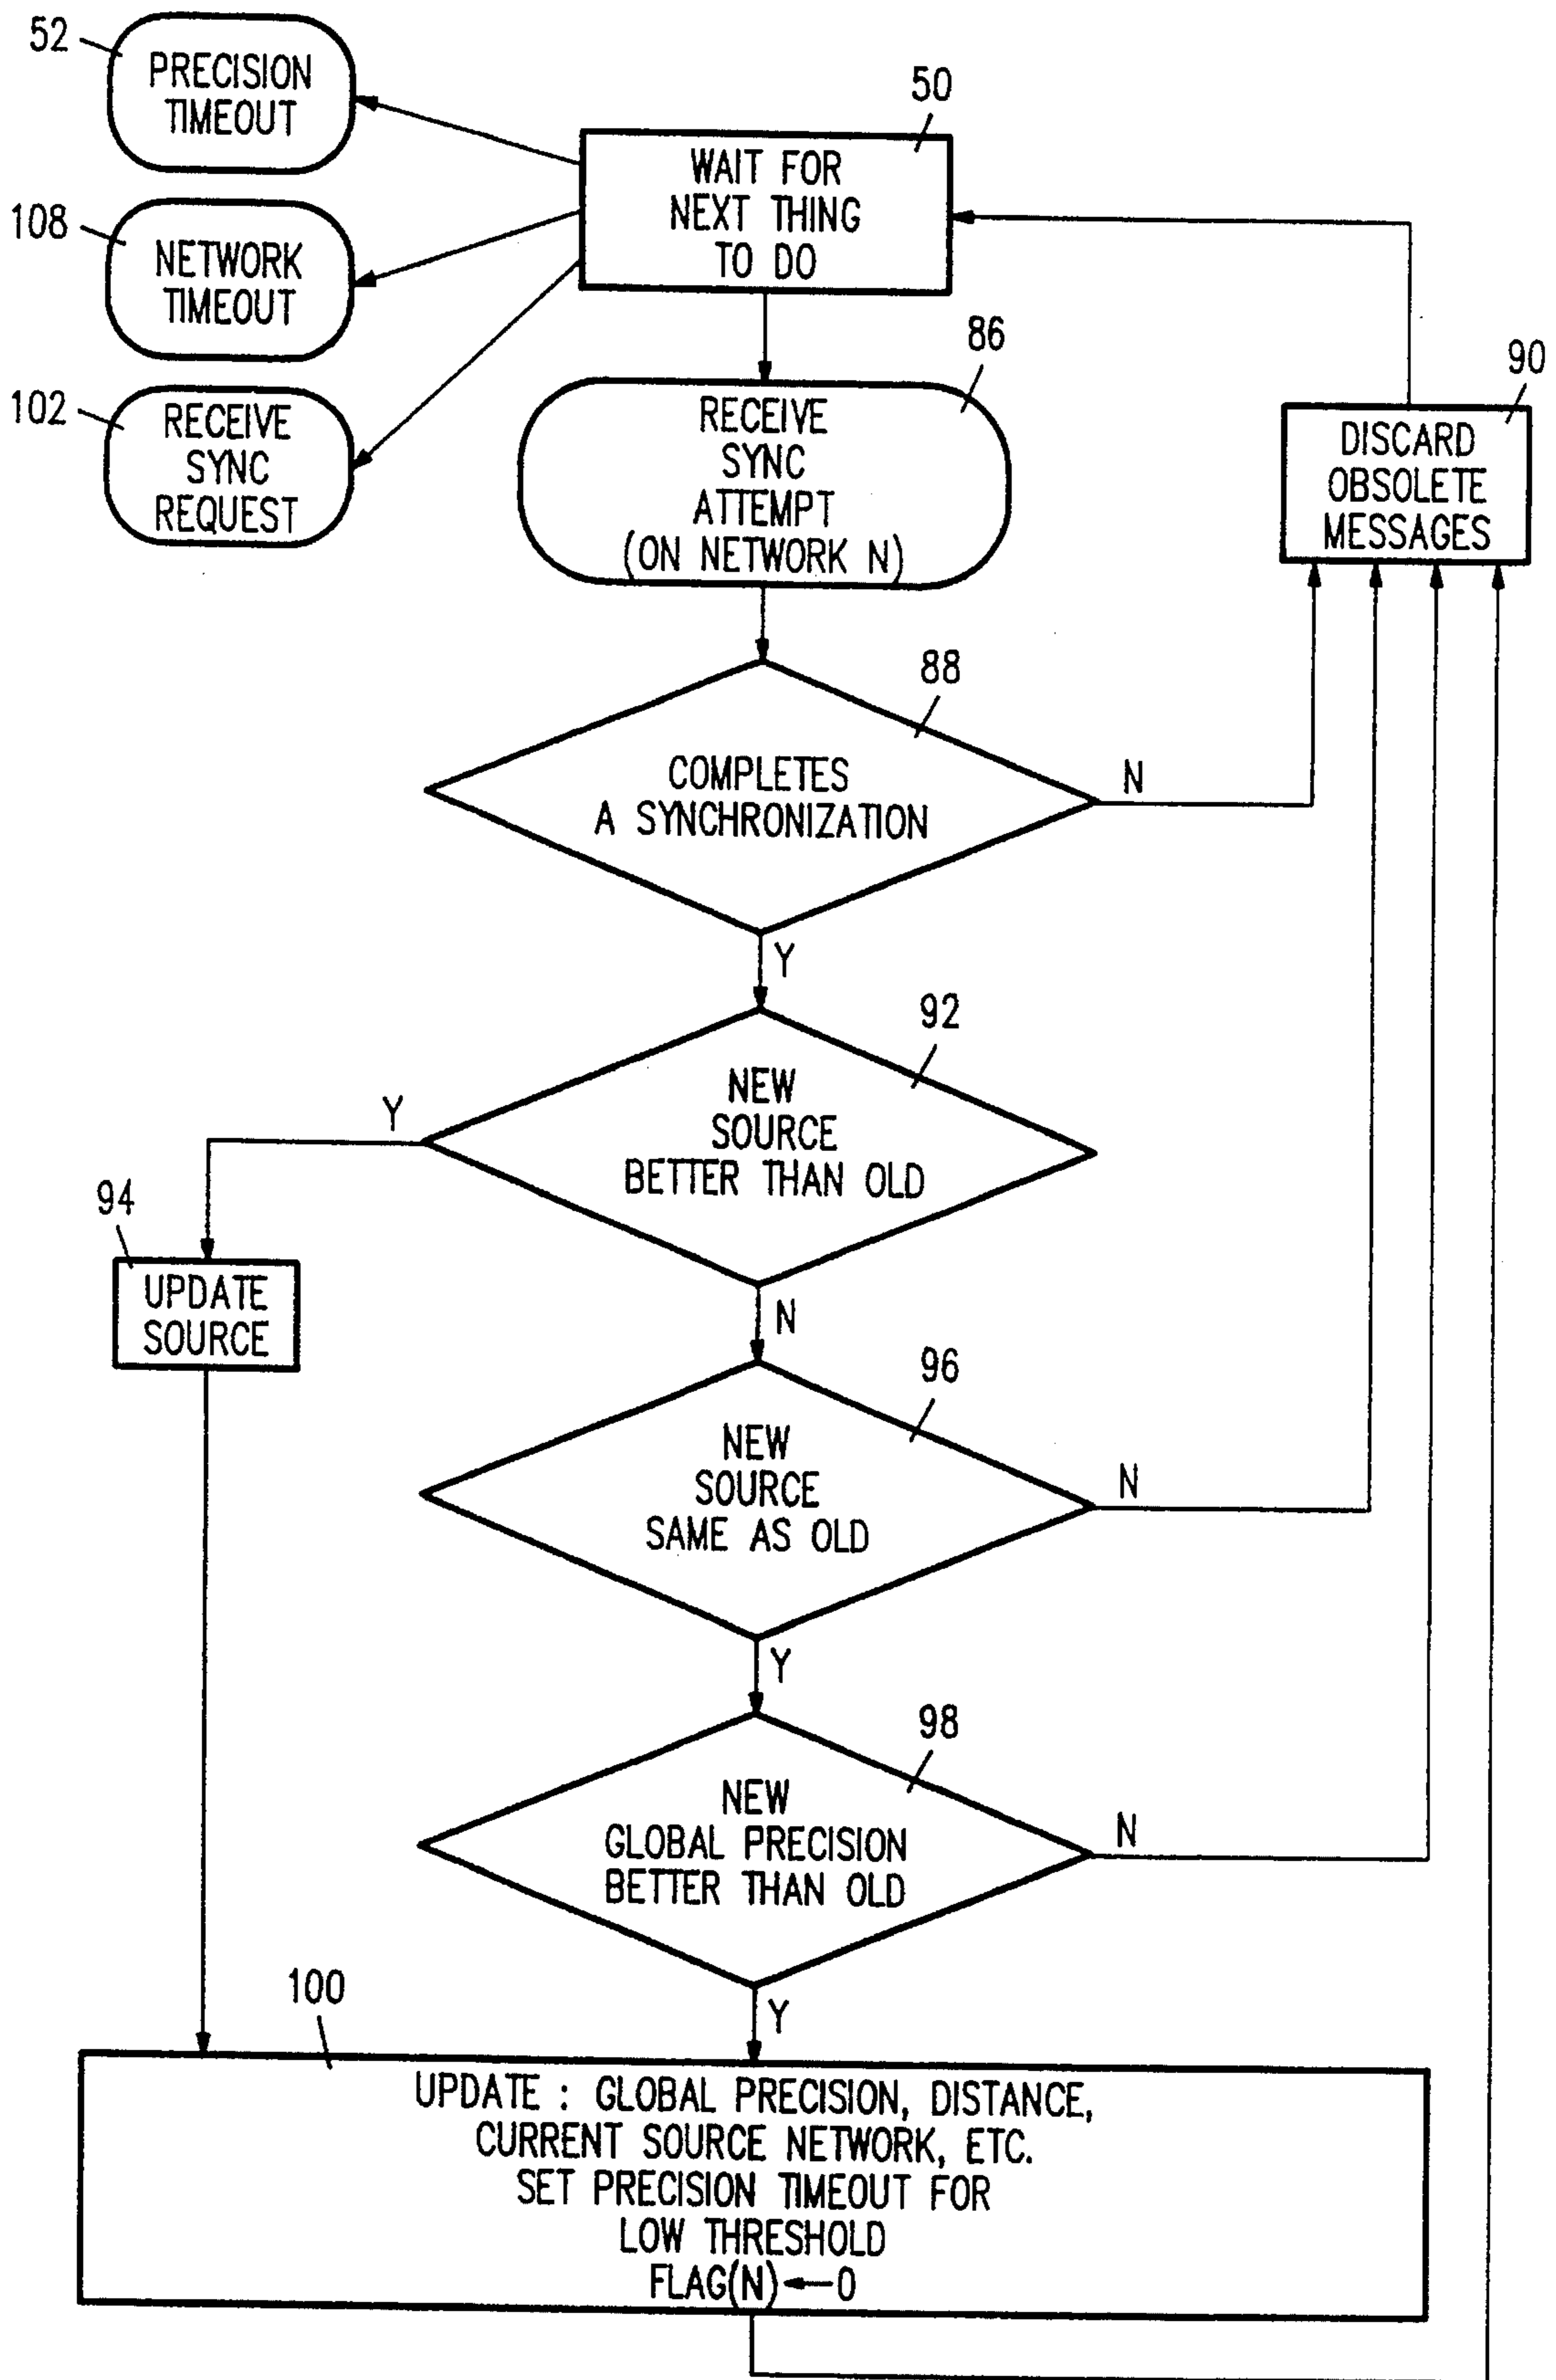 52
PRECISION
TIMEOUT
50
WAIT FOR
NEXT THING
TO DO
108
NETWORK
TIMEOUT
86
90
102
RECEIVE
SYNC
REQUEST
RECEIVE
SYNC
ATTEMPT
(ON NETWORK N)
DISCARD
OBSOLETE
MESSAGES
88
COMPLETES
A SYNCHRONIZATION
N
Y
92
NEW
SOURCE
BETTER THAN OLD
Y
94
UPDATE
SOURCE
N
96
NEW
SOURCE
SAME AS OLD
N
Y
98
NEW
GLOBAL PRECISION
BETTER THAN OLD
N
100
Y
UPDATE : GLOBAL PRECISION, DISTANCE,
CURRENT SOURCE NETWORK, ETC.
SET PRECISION TIMEOUT FOR
LOW THRESHOLD
FLAG(N)←0